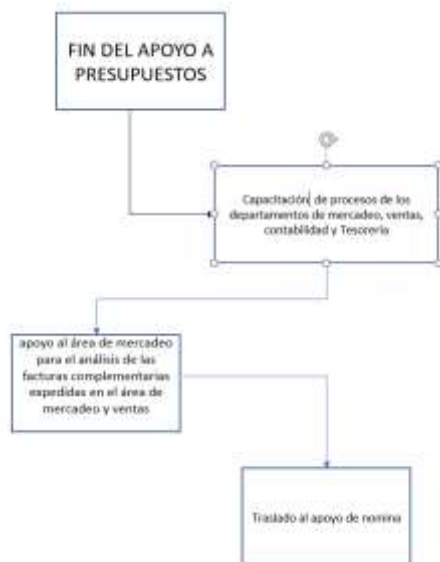 FIN DEL APOYO A
PRESUPUESTOS
Capacitación de procesos de los
departamentos de mercadeo, ventas,
contabilidad y Tesoreria
apoyo al área de mercadeo
para el análisis de las
facturas complementarias
expedidas en el área de
mercadeo y ventas
Traslado al apoyo de nomina